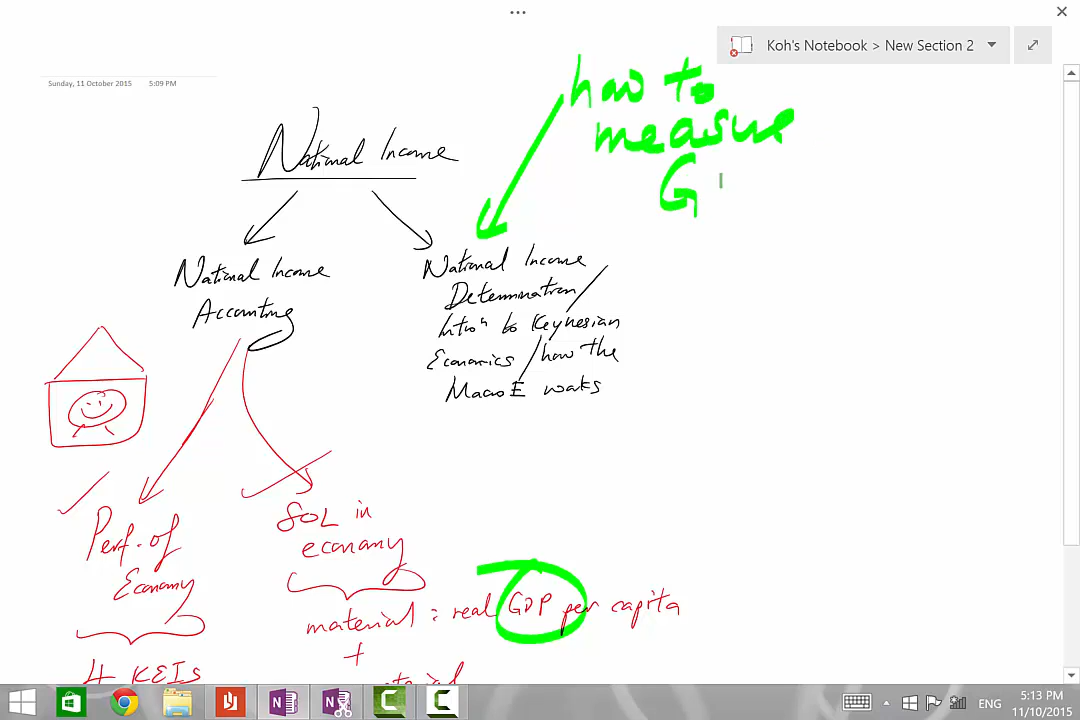 Koh's Notebook > New Section 2
Sunday, 11 October 2015 5:09 PM
how to
measure
G
National Income
National Income
Accounting
National Income
Determination /
Introⁿ to Keynesian
Economics / how the
Macro E works
Perf. of
Economy
4 KEIs
SOL in
economy
material : real GDP per capita
+
ENG
5:13 PM
11/10/2015